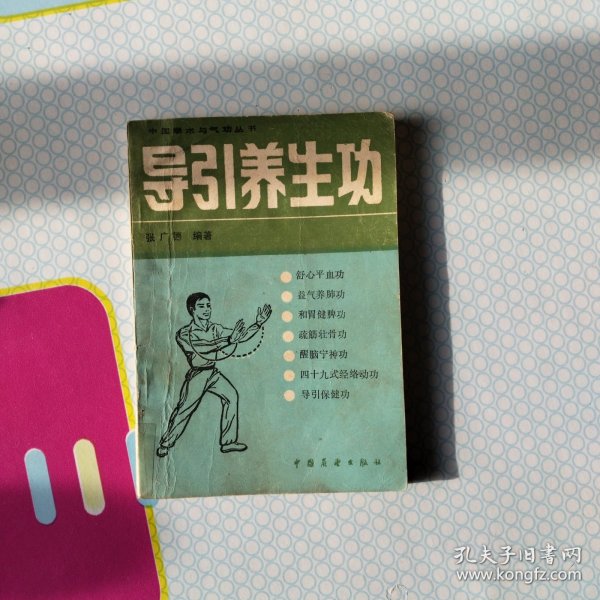 中国拳术与气功丛书
导引养生功
张广德 编著
舒心平血功
益气养肺功
和胃健脾功
疏筋壮骨功
醒脑宁神功
四十九式经络动功
导引保健功
中国展望出版社
孔夫子旧书网
www.kongfz.com